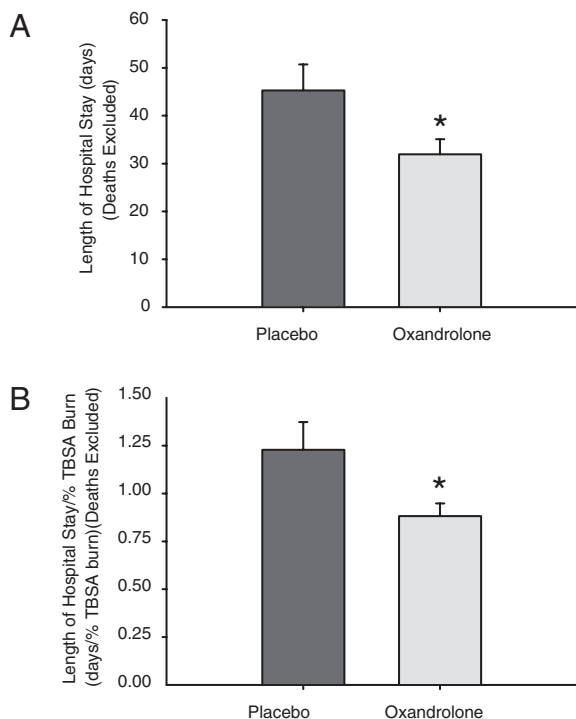 A
Length of Hospital Stay (days)
(Deaths Excluded)
60
50
40
30
20
10
0
*
Placebo
Oxandrolone
B
Length of Hospital Stay/% TBSA Burn
(days/% TBSA burn)(Deaths Excluded)
1.50
1.25
1.00
0.75
0.50
0.25
0.00
*
Placebo
Oxandrolone